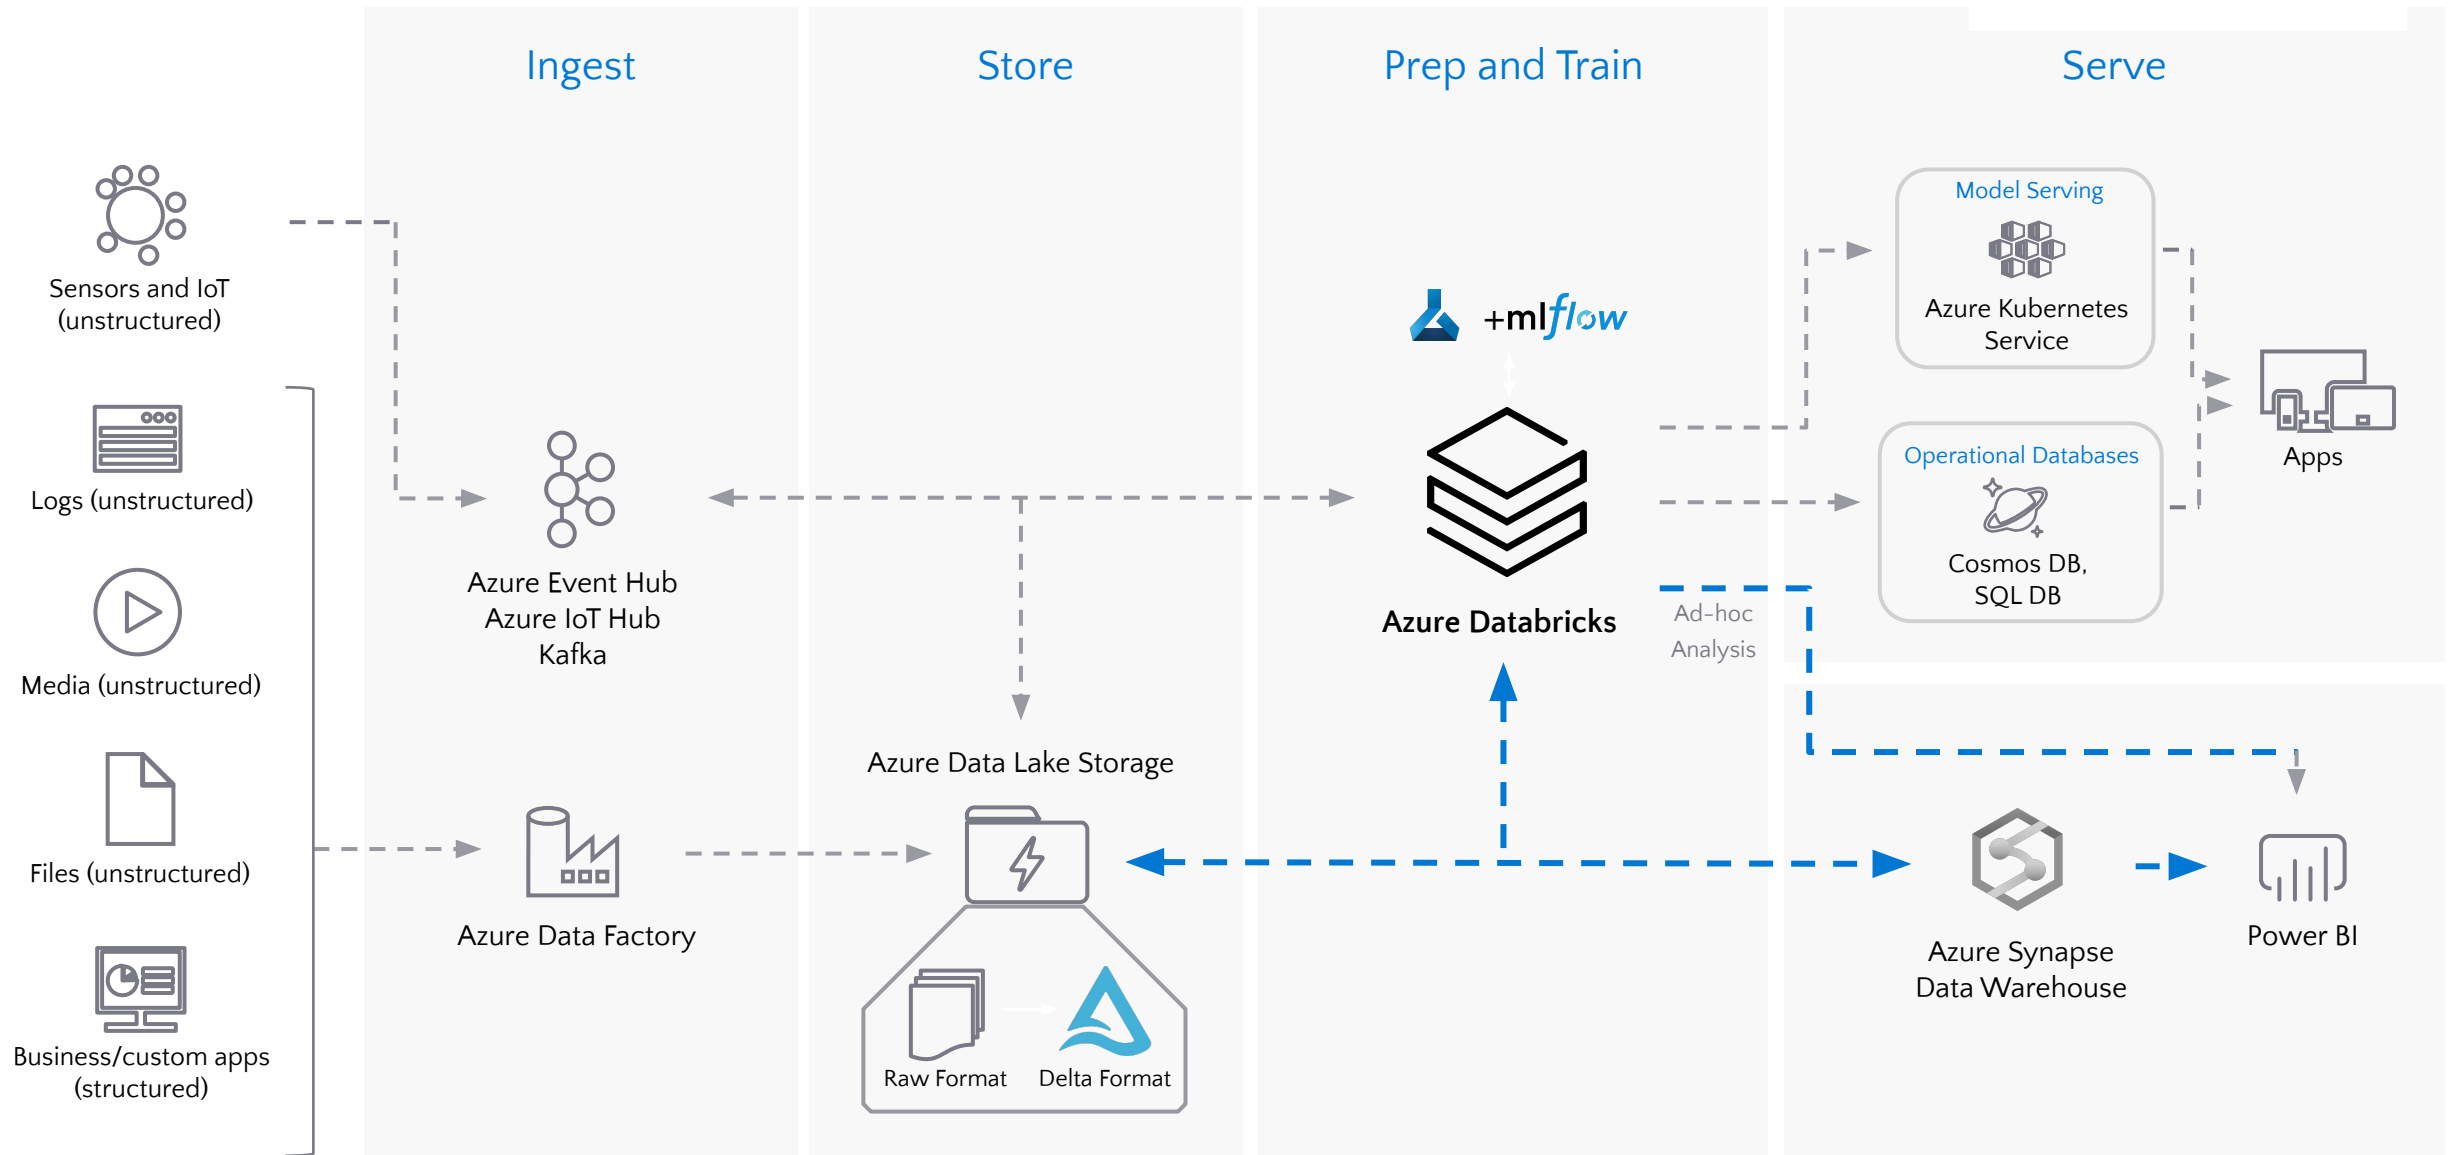 Ingest
Store
Prep and Train
Serve
Sensors and IoT
(unstructured)
Logs (unstructured)
Media (unstructured)
Files (unstructured)
Business/custom apps
(structured)
Azure Event Hub
Azure IoT Hub
Kafka
Azure Data Factory
Azure Data Lake Storage
Raw Format
Delta Format
+mlflow
Azure Databricks
Ad-hoc
Analysis
Model Serving
Azure Kubernetes
Service
Operational Databases
Cosmos DB,
SQL DB
Apps
Azure Synapse
Data Warehouse
Power BI